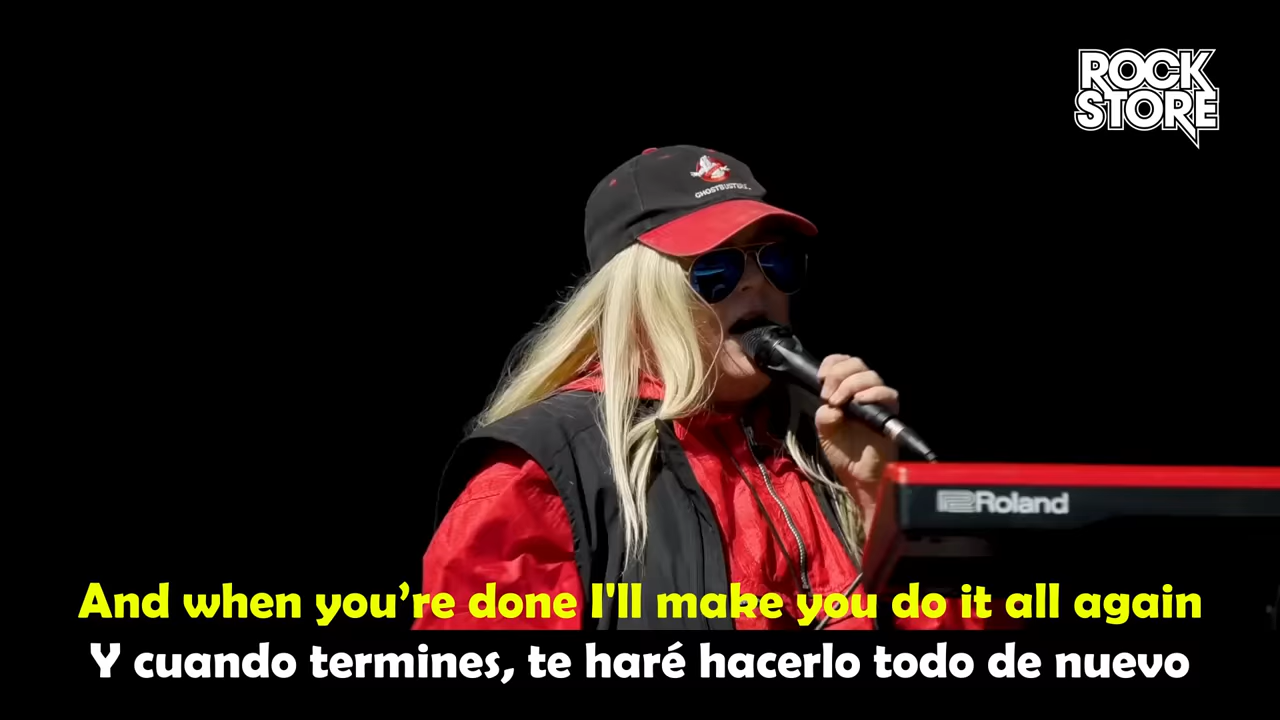 ROCK
STORE
GHOSTBUSTERS
Roland
And when you’re done I'll make you do it all again
Y cuando termines, te haré hacerlo todo de nuevo